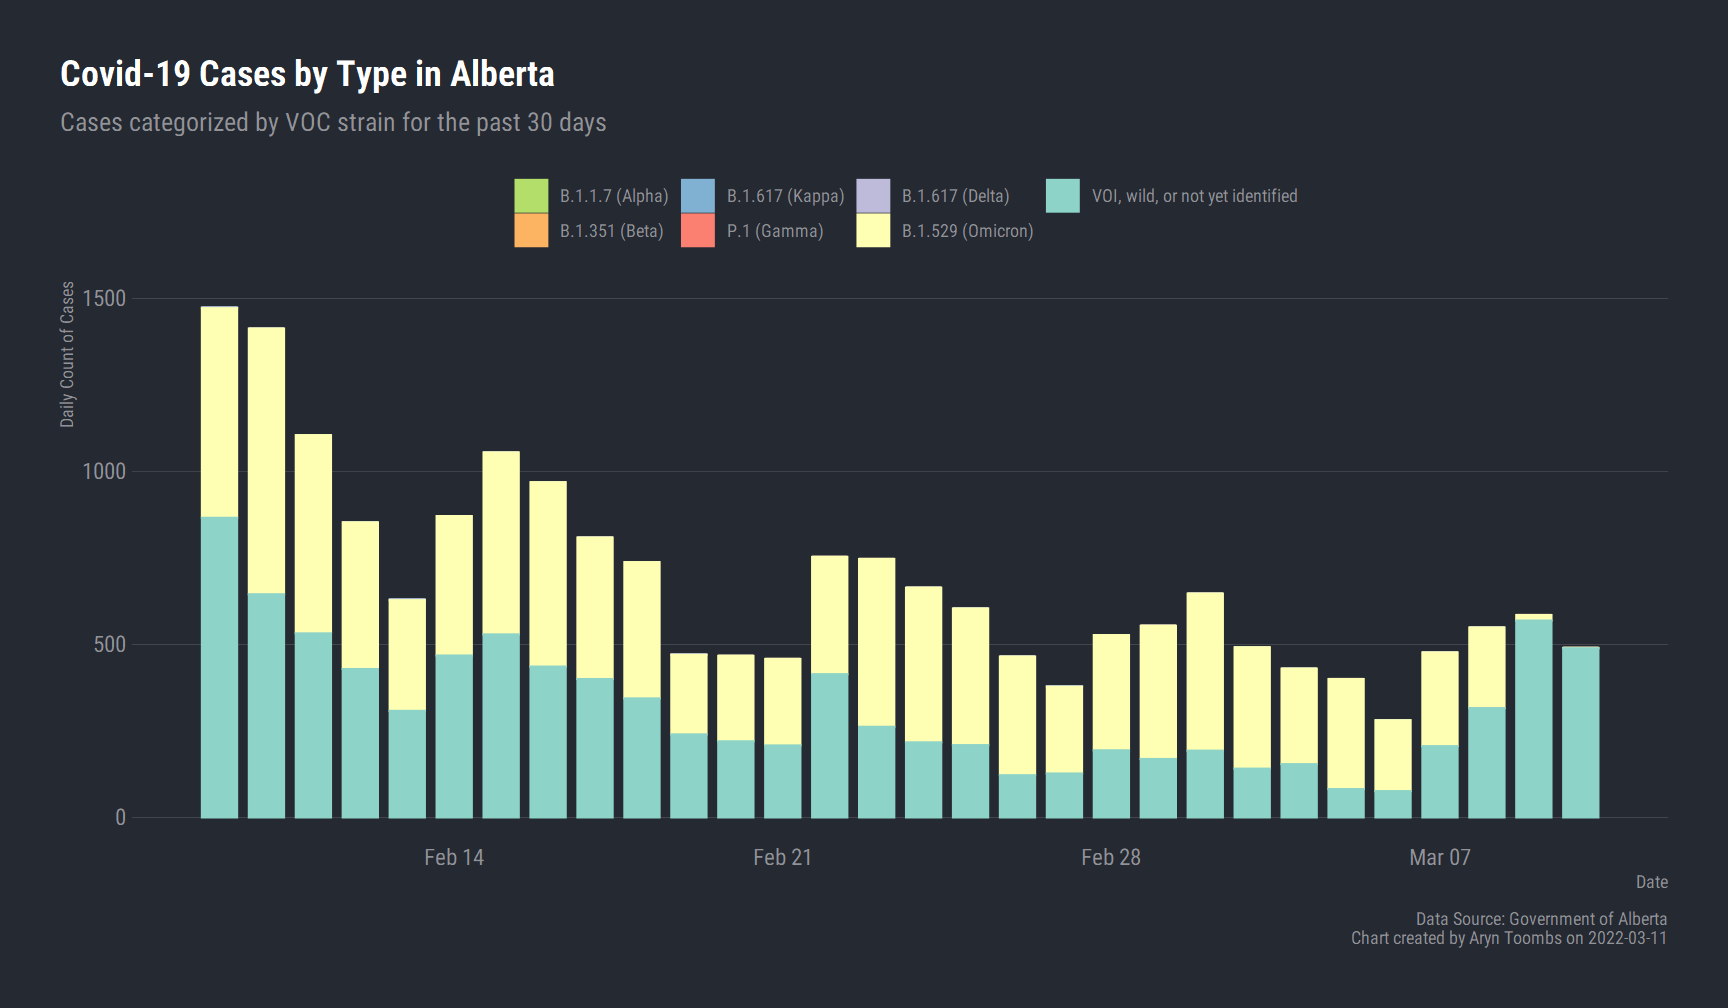 Covid-19 Cases by Type in Alberta
Cases categorized by VOC strain for the past 30 days
B.1.1.7 (Alpha) B.1.617 (Kappa) B.1.617 (Delta) VOI, wild, or not yet identified
B.1.351 (Beta) P.1 (Gamma) B.1.529 (Omicron)
Daily Count of Cases
1500
1000
500
0
Feb 14 Feb 21 Feb 28 Mar 07
Date
Data Source: Government of Alberta
Chart created by Aryn Toombs on 2022-03-11